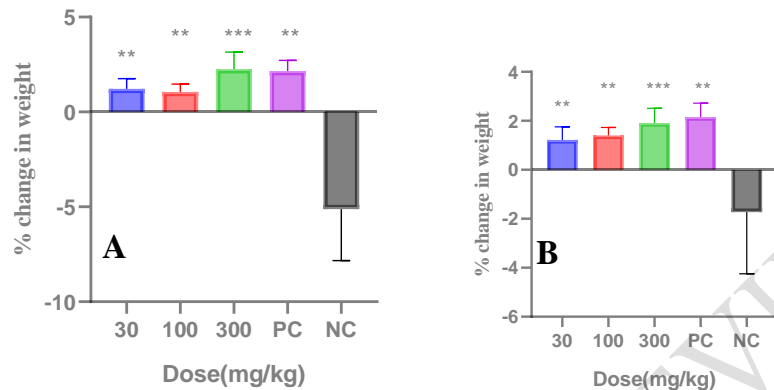 % change in weight
5
0
-5
-10
** ** *** **
A
30 100 300 PC NC
Dose(mg/kg)
% change in weight
4
2
0
-2
-4
-6
** ** *** **
B
30 100 300 PC NC
Dose(mg/kg)